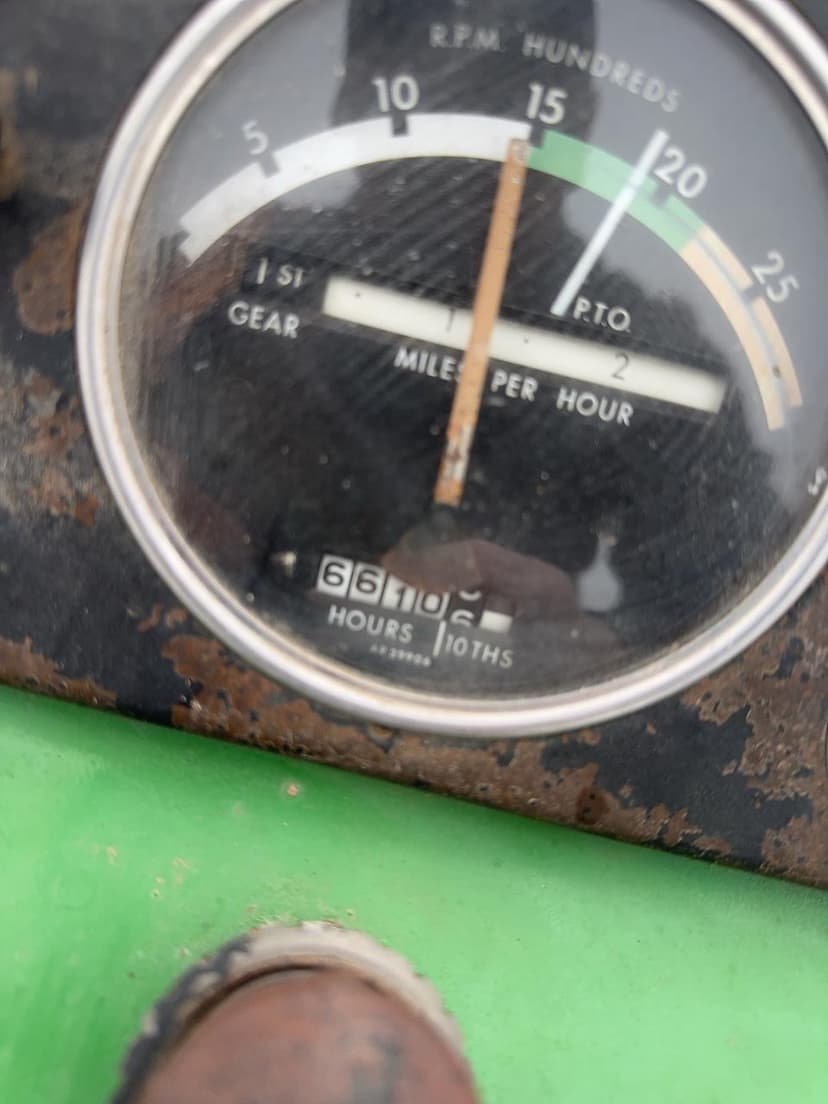 R.P.M. HUNDREDS
5 10 15 20 25
1 ST
GEAR
P.T.O.
1 2
MILES PER HOUR
6610
HOURS 10THS